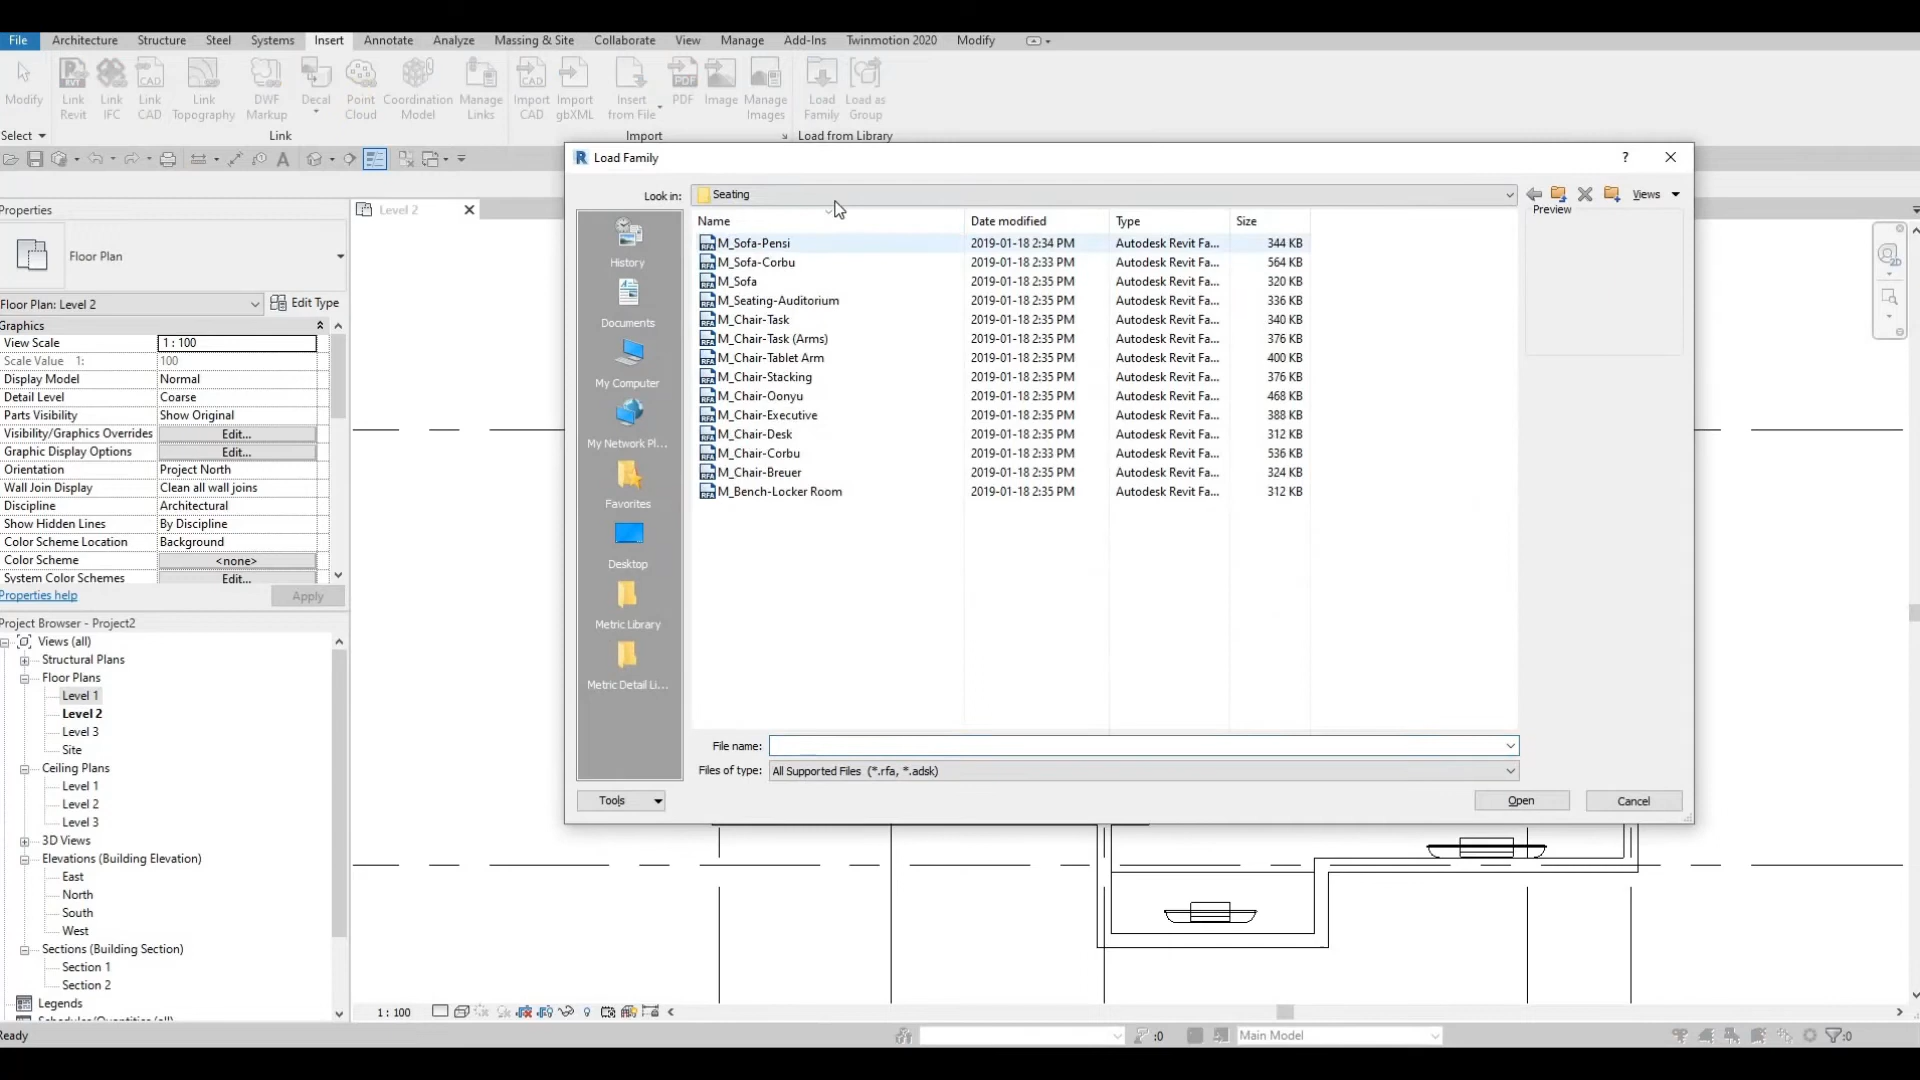 File Architecture Structure Steel Systems Insert Annotate Analyze Massing & Site Collaborate View Manage Add-Ins Twinmotion 2020 Modify
Modify
Link Revit
Link IFC
Link CAD
Link Topography
DWF Markup
Decal
Point Cloud
Coordination Model
Manage Links
Import CAD
Import gbXML
Insert from File
PDF
Image
Manage Images
Load Family
Load as Group
Select
Link
Import
Load from Library
Properties
Floor Plan
Floor Plan: Level 2 Edit Type
Graphics
View Scale 1 : 100
Scale Value 1: 100
Display Model Normal
Detail Level Coarse
Parts Visibility Show Original
Visibility/Graphics Overrides Edit...
Graphic Display Options Edit...
Orientation Project North
Wall Join Display Clean all wall joins
Discipline Architectural
Show Hidden Lines By Discipline
Color Scheme Location Background
Color Scheme <none>
System Color Schemes Edit...
Properties help Apply
Project Browser - Project2
Views (all)
Structural Plans
Floor Plans
Level 1
Level 2
Level 3
Site
Ceiling Plans
Level 1
Level 2
Level 3
3D Views
Elevations (Building Elevation)
East
North
South
West
Sections (Building Section)
Section 1
Section 2
Legends
Schedules/Quantities (all)
Level 2
Load Family
Look in: Seating Views
Preview
History
Documents
My Computer
My Network Pl...
Favorites
Desktop
Metric Library
Metric Detail Li...
Name Date modified Type Size
M_Sofa-Pensi 2019-01-18 2:34 PM Autodesk Revit Fa... 344 KB
M_Sofa-Corbu 2019-01-18 2:33 PM Autodesk Revit Fa... 564 KB
M_Sofa 2019-01-18 2:35 PM Autodesk Revit Fa... 320 KB
M_Seating-Auditorium 2019-01-18 2:35 PM Autodesk Revit Fa... 336 KB
M_Chair-Task 2019-01-18 2:35 PM Autodesk Revit Fa... 340 KB
M_Chair-Task (Arms) 2019-01-18 2:35 PM Autodesk Revit Fa... 376 KB
M_Chair-Tablet Arm 2019-01-18 2:35 PM Autodesk Revit Fa... 400 KB
M_Chair-Stacking 2019-01-18 2:35 PM Autodesk Revit Fa... 376 KB
M_Chair-Oonyu 2019-01-18 2:35 PM Autodesk Revit Fa... 468 KB
M_Chair-Executive 2019-01-18 2:35 PM Autodesk Revit Fa... 388 KB
M_Chair-Desk 2019-01-18 2:35 PM Autodesk Revit Fa... 312 KB
M_Chair-Corbu 2019-01-18 2:33 PM Autodesk Revit Fa... 536 KB
M_Chair-Breuer 2019-01-18 2:35 PM Autodesk Revit Fa... 324 KB
M_Bench-Locker Room 2019-01-18 2:35 PM Autodesk Revit Fa... 312 KB
File name:
Files of type: All Supported Files (*.rfa, *.adsk)
Tools Open Cancel
1 : 100
Ready :0 Main Model :0